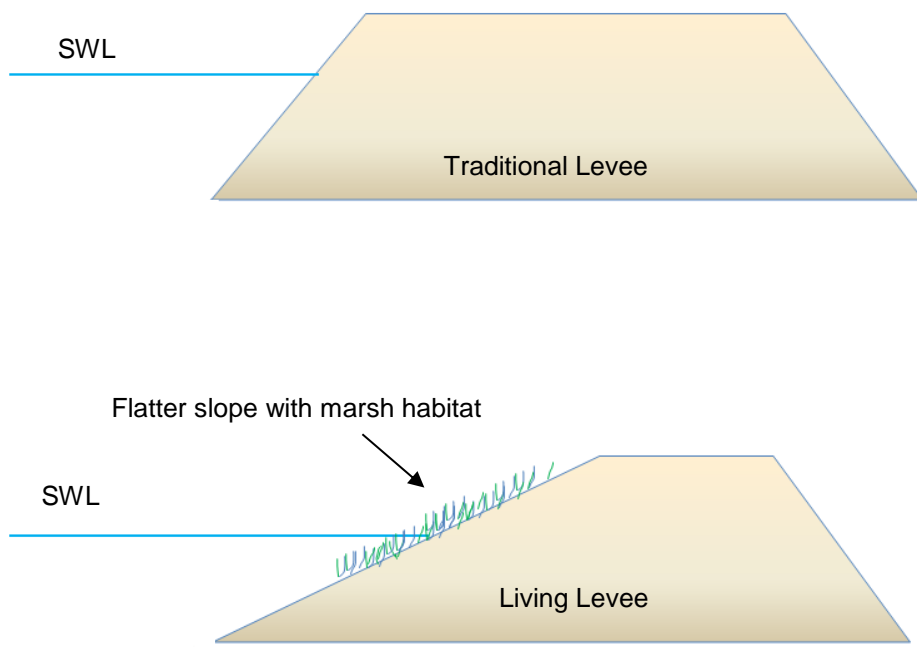 SWL
Traditional Levee
Flatter slope with marsh habitat
SWL
Living Levee